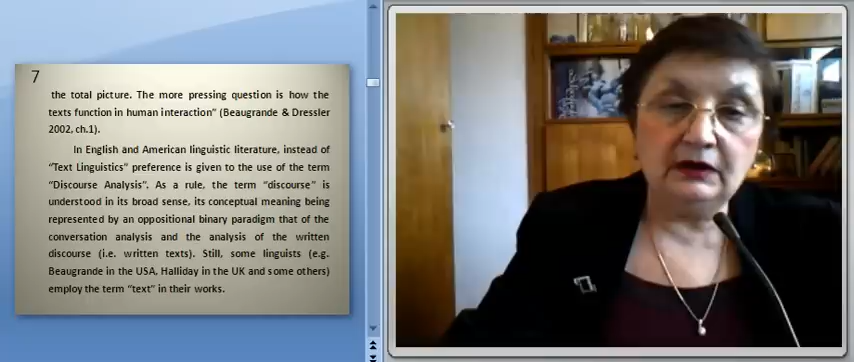 7
the total picture. The more pressing question is how the
texts function in human interaction" (Beaugrande & Dressler
2002, ch.1).
In English and American linguistic literature, instead of
"Text Linguistics" preference is given to the use of the term
"Discourse Analysis". As a rule, the term "discourse" is
understood in its broad sense, its conceptual meaning being
represented by an oppositional binary paradigm that of the
conversation analysis and the analysis of the written
discourse (i.e. written texts). Still, some linguists (e.g.
Beaugrande in the USA, Halliday in the UK and some others)
employ the term "text" in their works.